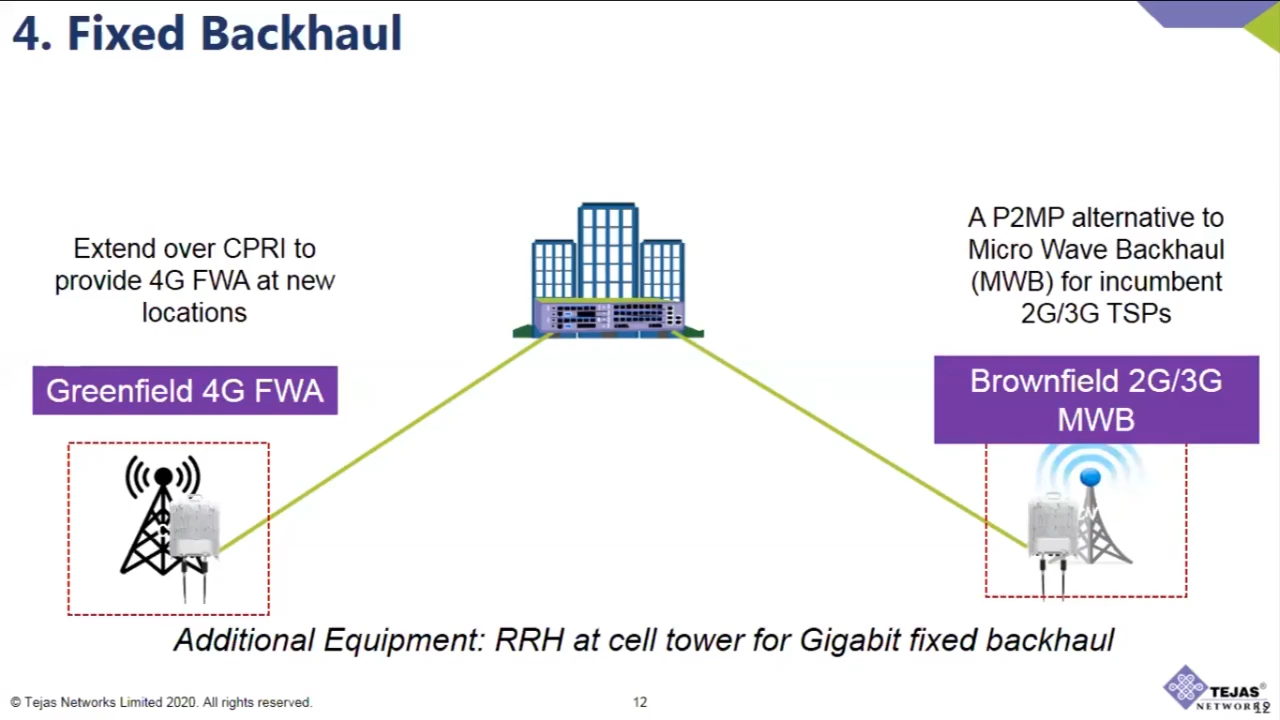 4. Fixed Backhaul
Extend over CPRI to
provide 4G FWA at new
locations
A P2MP alternative to
Micro Wave Backhaul
(MWB) for incumbent
2G/3G TSPs
Greenfield 4G FWA
Brownfield 2G/3G
MWB
Additional Equipment: RRH at cell tower for Gigabit fixed backhaul
© Tejas Networks Limited 2020. All rights reserved.
12
TEJAS®
NETWORKS
12